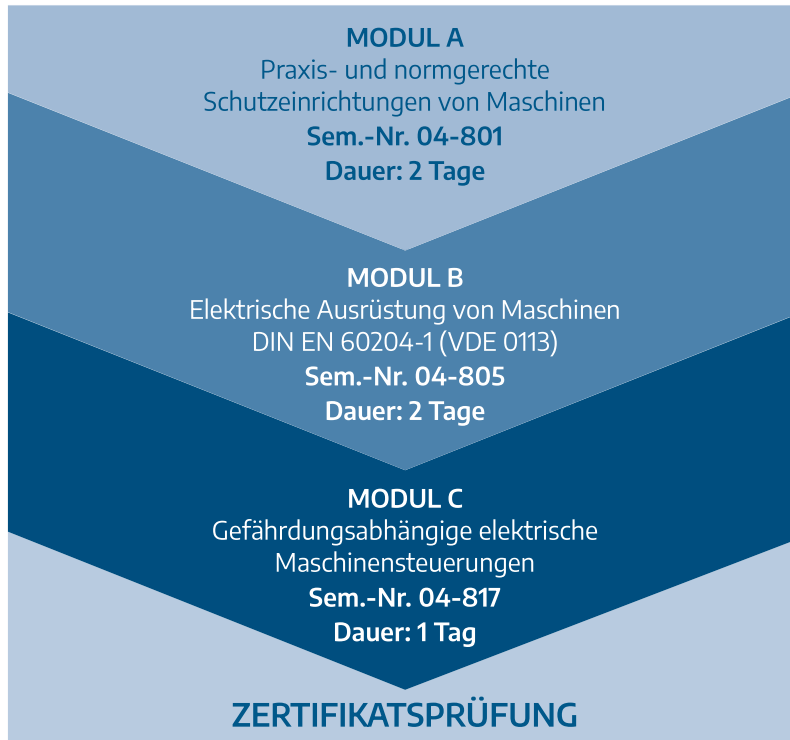 MODUL A
Praxis- und normgerechte
Schutzeinrichtungen von Maschinen
Sem.-Nr. 04-801
Dauer: 2 Tage
MODUL B
Elektrische Ausrüstung von Maschinen
DIN EN 60204-1 (VDE 0113)
Sem.-Nr. 04-805
Dauer: 2 Tage
MODUL C
Gefährdungsabhängige elektrische
Maschinensteuerungen
Sem.-Nr. 04-817
Dauer: 1 Tag
ZERTIFIKATSPRÜFUNG